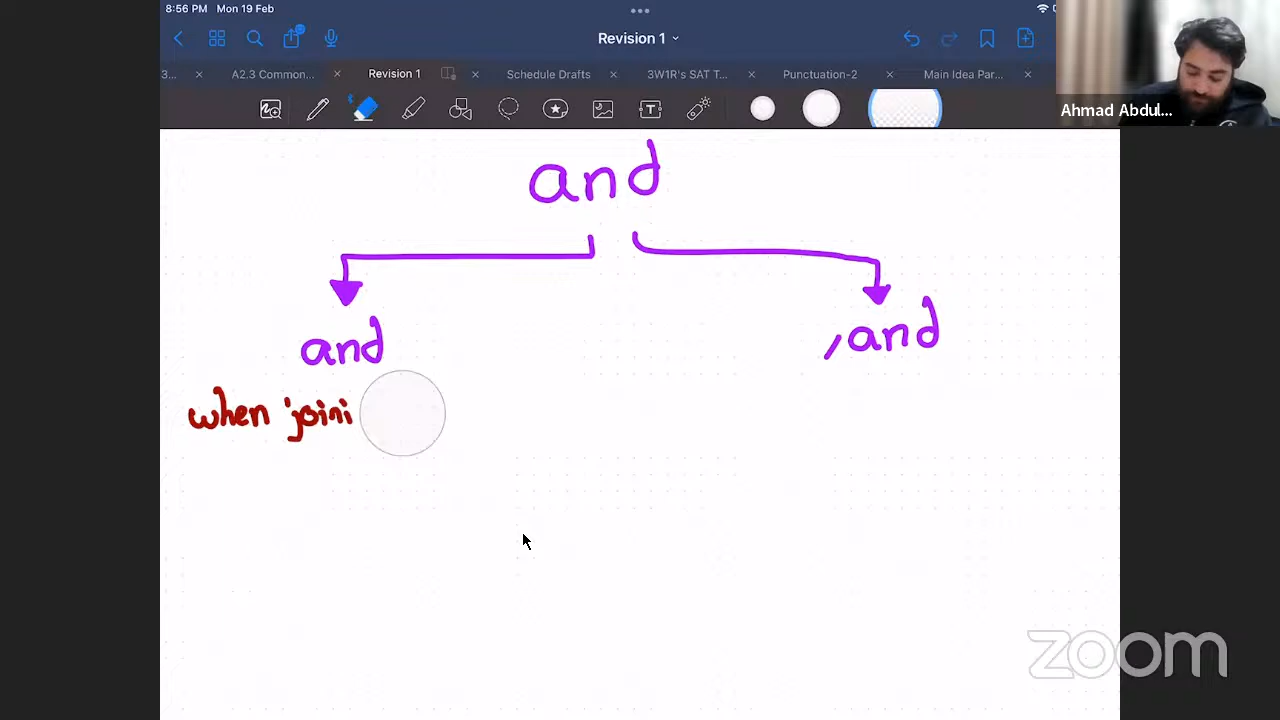 8:56 PM Mon 19 Feb
Revision 1
3... A2.3 Common... Revision 1 Schedule Drafts 3W1R's SAT T... Punctuation-2 Main Idea Par...
Ahmad Abdul...
and
and
, and
when joini
zoom